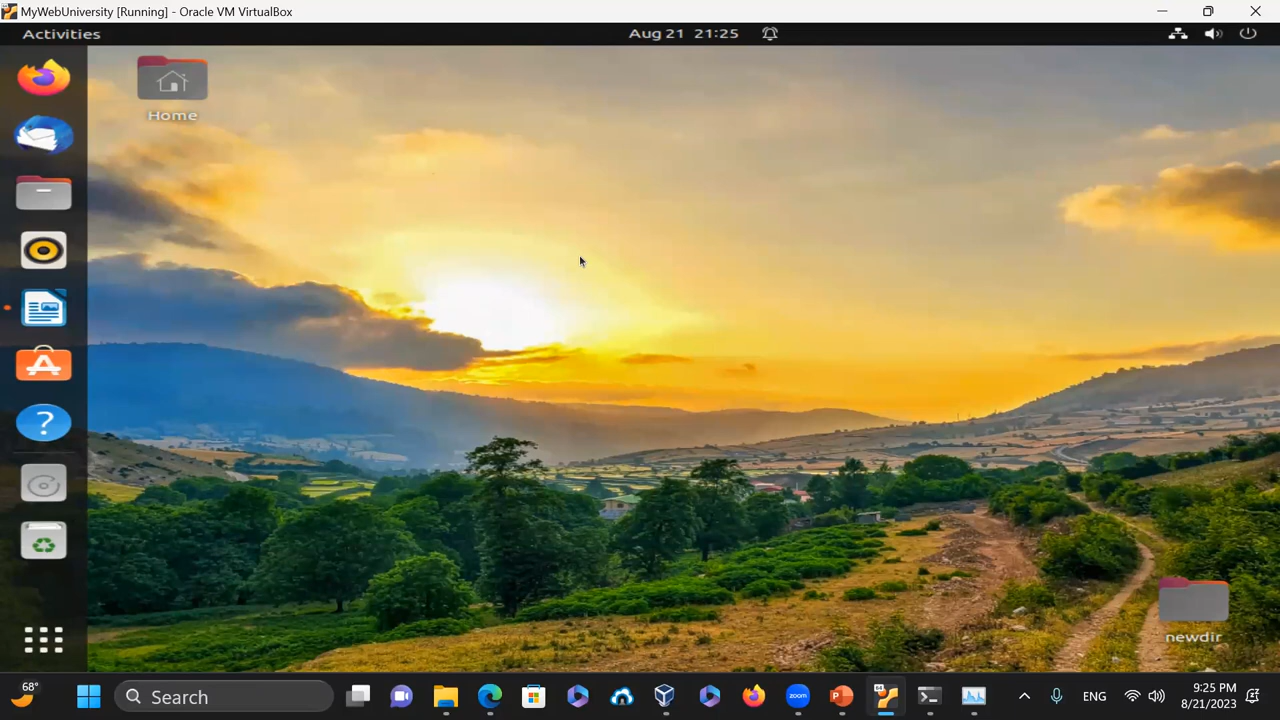 MyWebUniversity [Running] - Oracle VM VirtualBox
Activities
Aug 21 21:25
Home
newdir
68°
Search
ENG
9:25 PM
8/21/2023